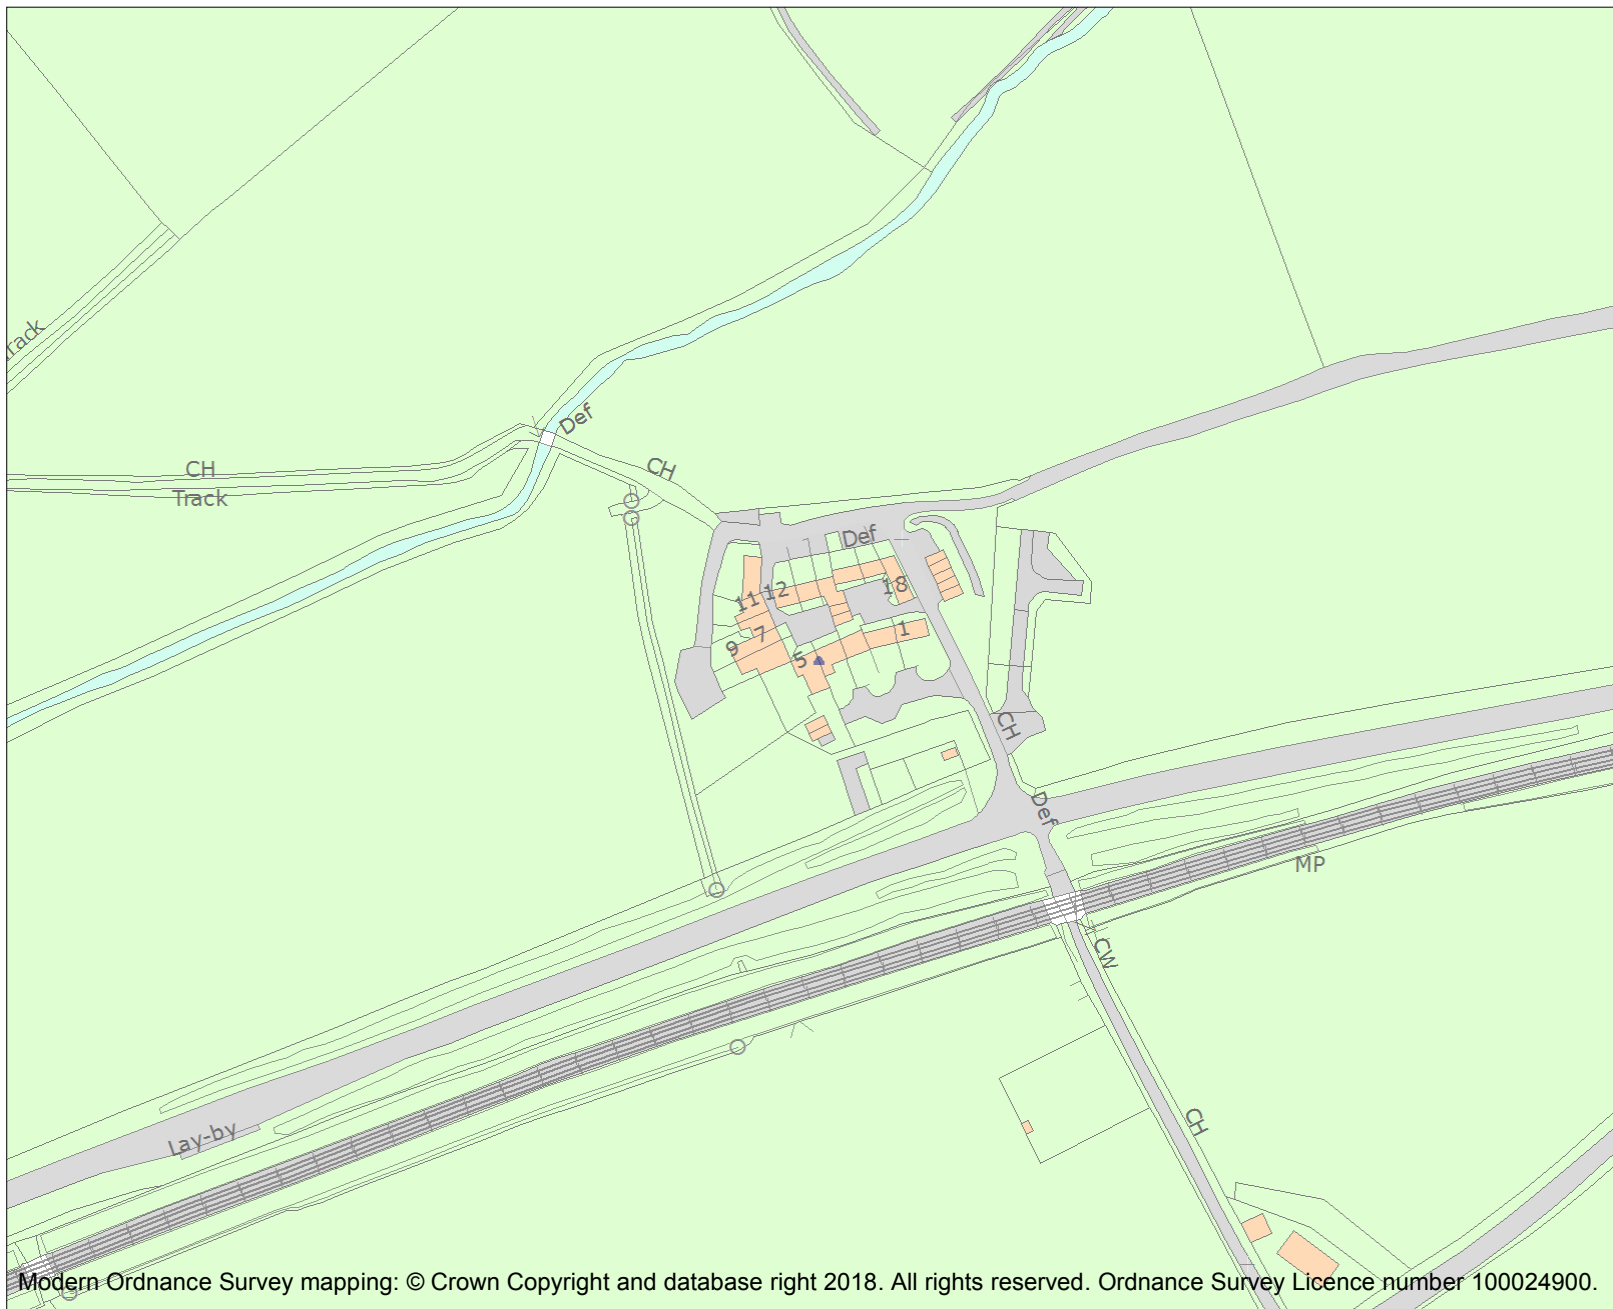 Track
Def
CH
CH
Track
Def
18
12
11
7
1
9
5
CH
Def
MP
CW
CH
Lay-by
Modern Ordnance Survey mapping: © Crown Copyright and database right 2018. All rights reserved. Ordnance Survey Licence number 100024900.